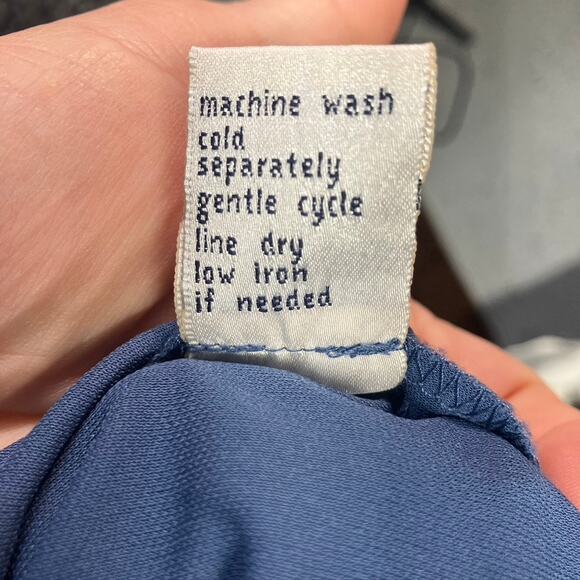 machine wash
cold
separately
gentle cycle
line dry
low iron
if needed